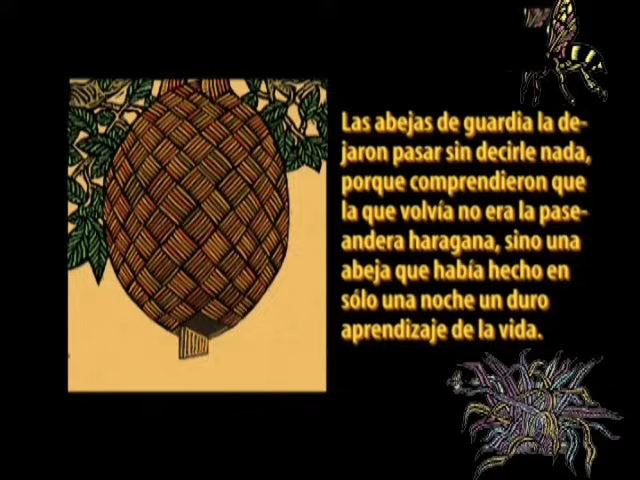 Las abejas de guardia la de-
jaron pasar sin decirle nada,
porque comprendieron que
la que volvía no era la pase-
andera haragana, sino una
abeja que había hecho en
sólo una noche un duro
aprendizaje de la vida.